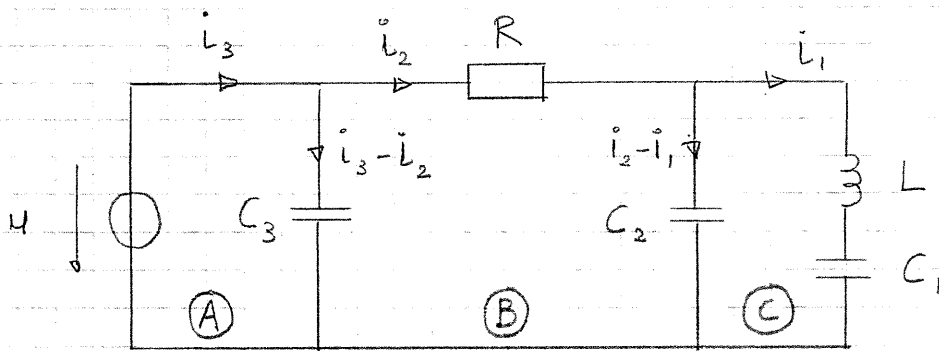 i₃ i₂ R i₁
i₃-i₂ i₂-i₁
u C₃ C₂ L
C₁
A B C